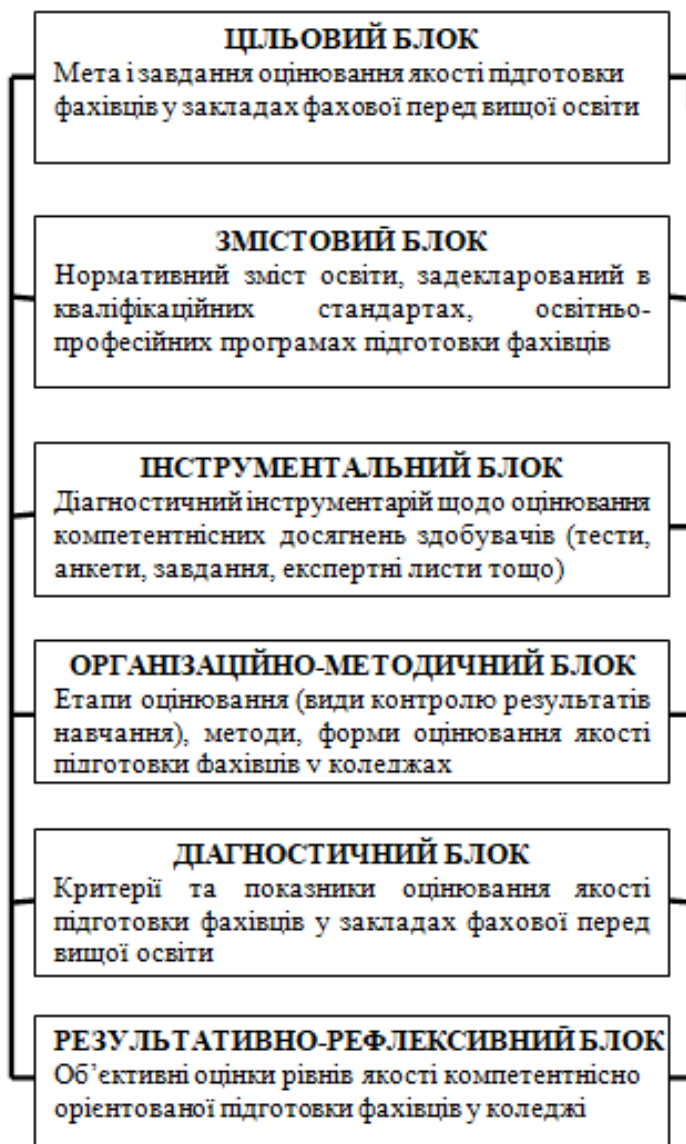 ЦІЛЬОВИЙ БЛОК
Мета і завдання оцінювання якості підготовки
фахівців у закладах фахової перед вищої освіти
ЗМІСТОВИЙ БЛОК
Нормативний зміст освіти, задекларований в
кваліфікаційних стандартах, освітньо-
професійних програмах підготовки фахівців
ІНСТРУМЕНТАЛЬНИЙ БЛОК
Діагностичний інструментарій щодо оцінювання
компетентнісних досягнень здобувачів (тести,
анкети, завдання, експертні листи тощо)
ОРГАНІЗАЦІЙНО-МЕТОДИЧНИЙ БЛОК
Етапи оцінювання (види контролю результатів
навчання), методи, форми оцінювання якості
підготовки фахівців у коледжах
ДІАГНОСТИЧНИЙ БЛОК
Критерії та показники оцінювання якості
підготовки фахівців у закладах фахової перед
вищої освіти
РЕЗУЛЬТАТИВНО-РЕФЛЕКСИВНИЙ БЛОК
Об’єктивні оцінки рівнів якості компетентнісно
орієнтованої підготовки фахівців у коледжі